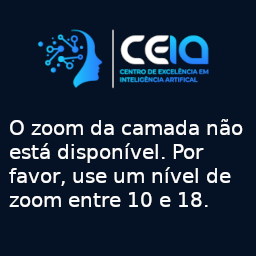 CEIA
CENTRO DE EXCELÊNCIA EM
INTELIGÊNCIA ARTIFICAL
O zoom da camada não
está disponível. Por
favor, use um nível de
zoom entre 10 e 18.